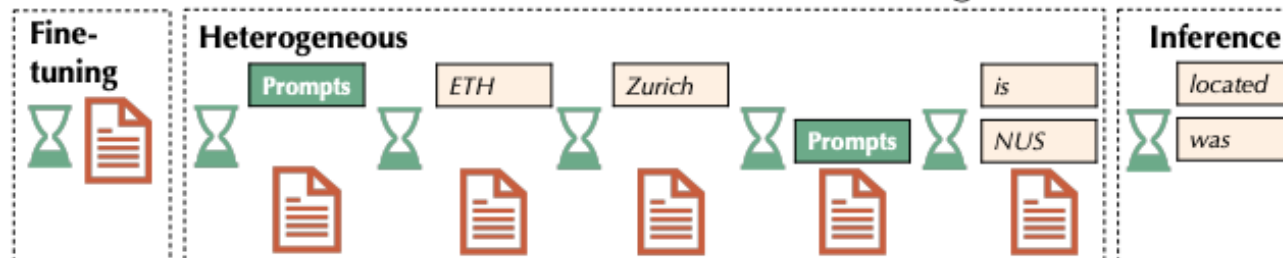 Fine-
tuning
Heterogeneous
Prompts
ETH
Zurich
Prompts
is
NUS
Inference
located
was